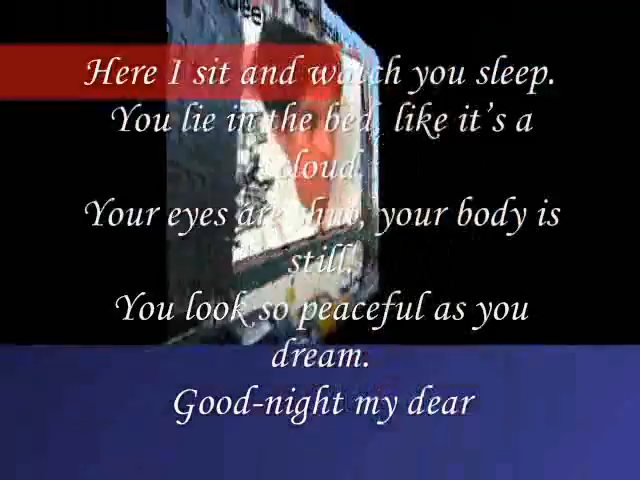 Here I sit and watch you sleep.
You lie in the bed, like it's a
cloud.
Your eyes are shut, your body is
still.
You look so peaceful as you
dream.
Good-night my dear